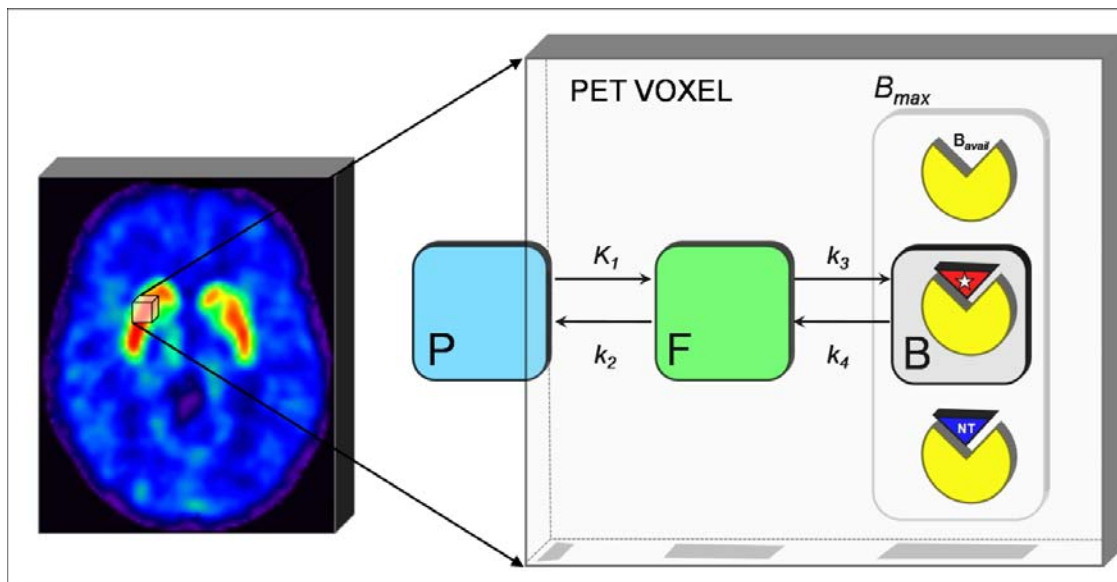 PET VOXEL
B_max
B_avail
K_1
k_3
P
F
B
k_2
k_4
NT